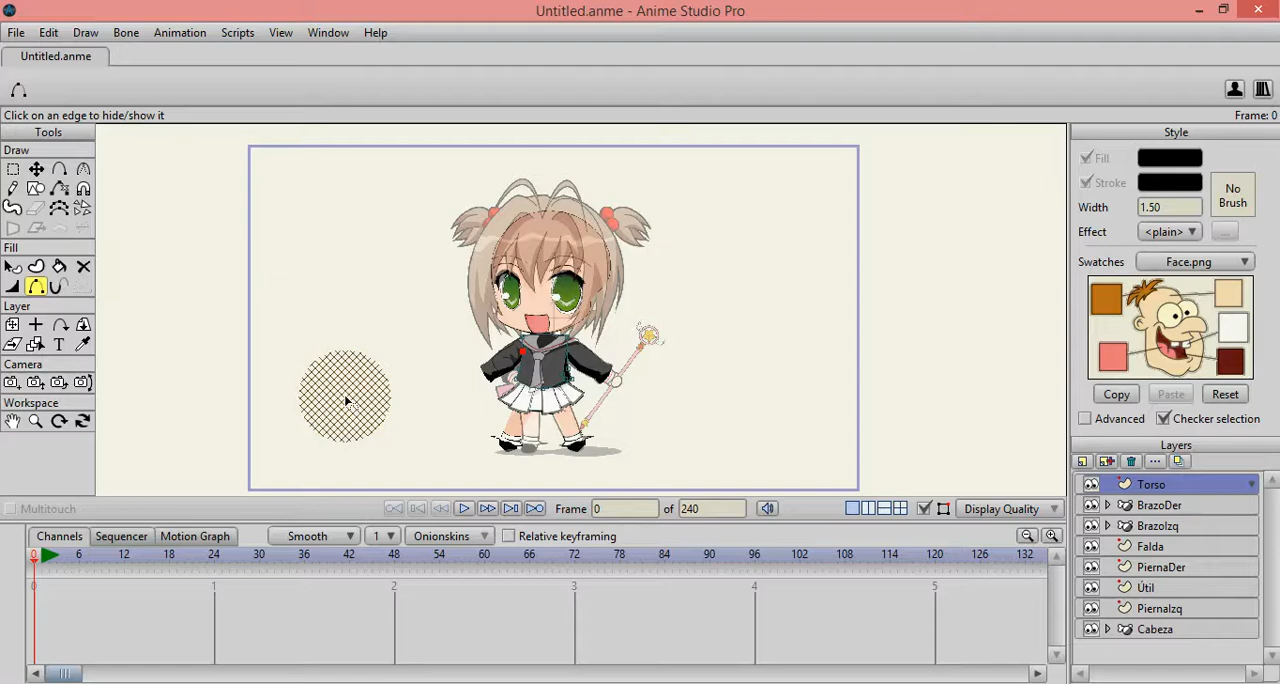 Untitled.anme - Anime Studio Pro
File Edit Draw Bone Animation Scripts View Window Help
Untitled.anme
Click on an edge to hide/show it
Frame: 0
Tools
Draw
Fill
Layer
Camera
Workspace
Style
Fill
Stroke
No Brush
Width 1.50
Effect <plain>
...
Swatches Face.png
Copy Paste Reset
Advanced Checker selection
Layers
Torso
BrazoDer
BrazoIzq
Falda
PiernaDer
Útil
PiernaIzq
Cabeza
Multitouch
Frame 0 of 240
Display Quality
Channels Sequencer Motion Graph Smooth 1 Onionskins Relative keyframing
0 6 12 18 24 30 36 42 48 54 60 66 72 78 84 90 96 102 108 114 120 126 132
0 1 2 3 4 5